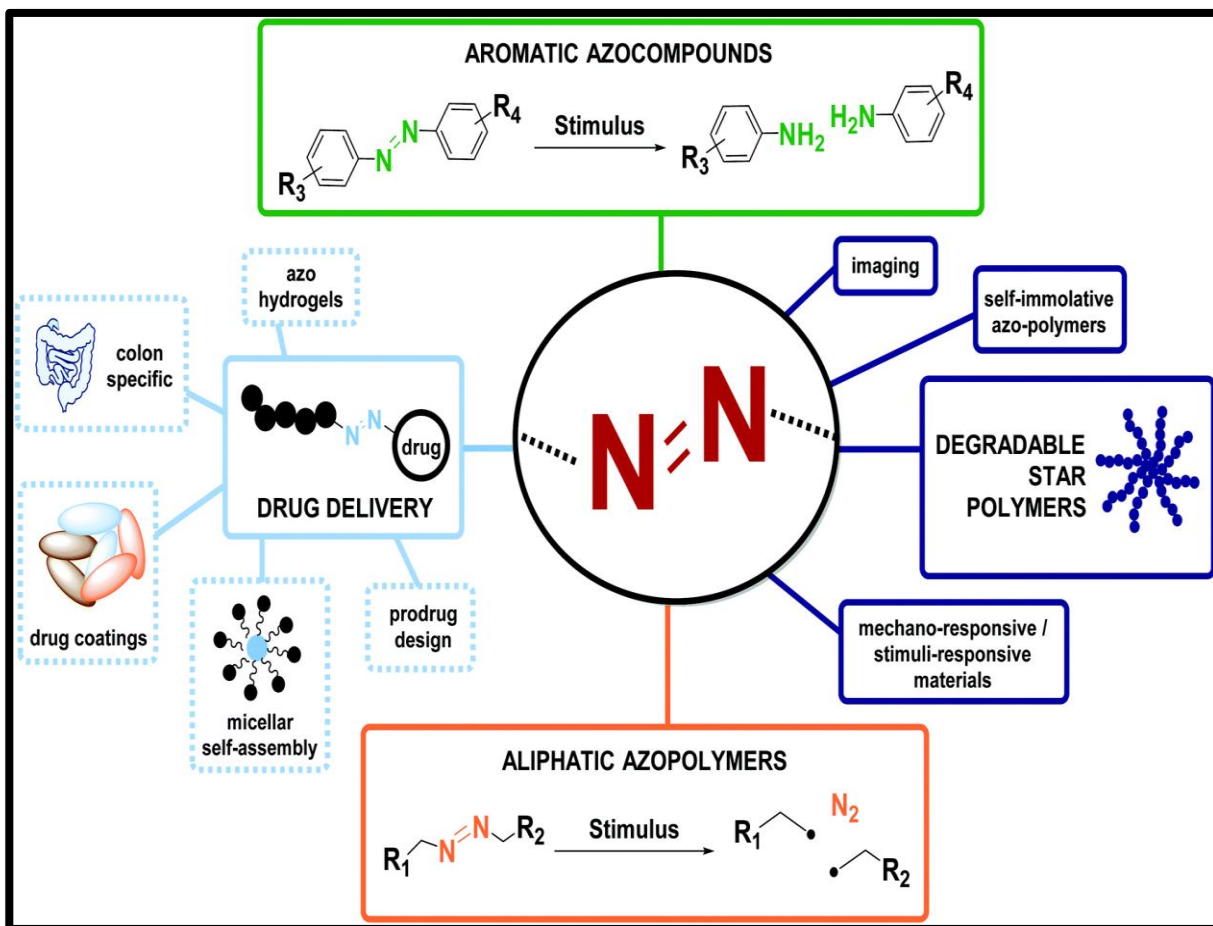 AROMATIC AZOCOMPOUNDS
R3
N
N
R4
Stimulus
R3
NH2
H2N
R4
azo
hydrogels
colon
specific
N
N
drug
DRUG DELIVERY
drug coatings
micellar
self-assembly
prodrug
design
N
N
imaging
self-immolative
azo-polymers
DEGRADABLE
STAR
POLYMERS
mechano-responsive /
stimuli-responsive
materials
ALIPHATIC AZOPOLYMERS
R1
N
N
R2
Stimulus
R1
N2
R2